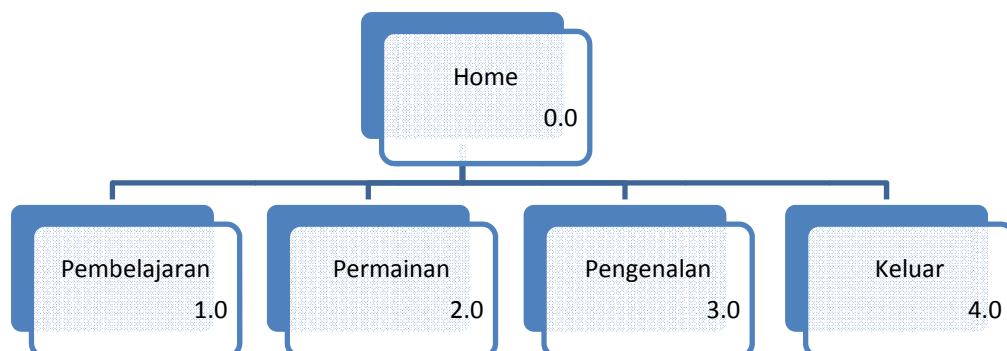 Home
0.0
Pembelajaran
1.0
Permainan
2.0
Pengenalan
3.0
Keluar
4.0